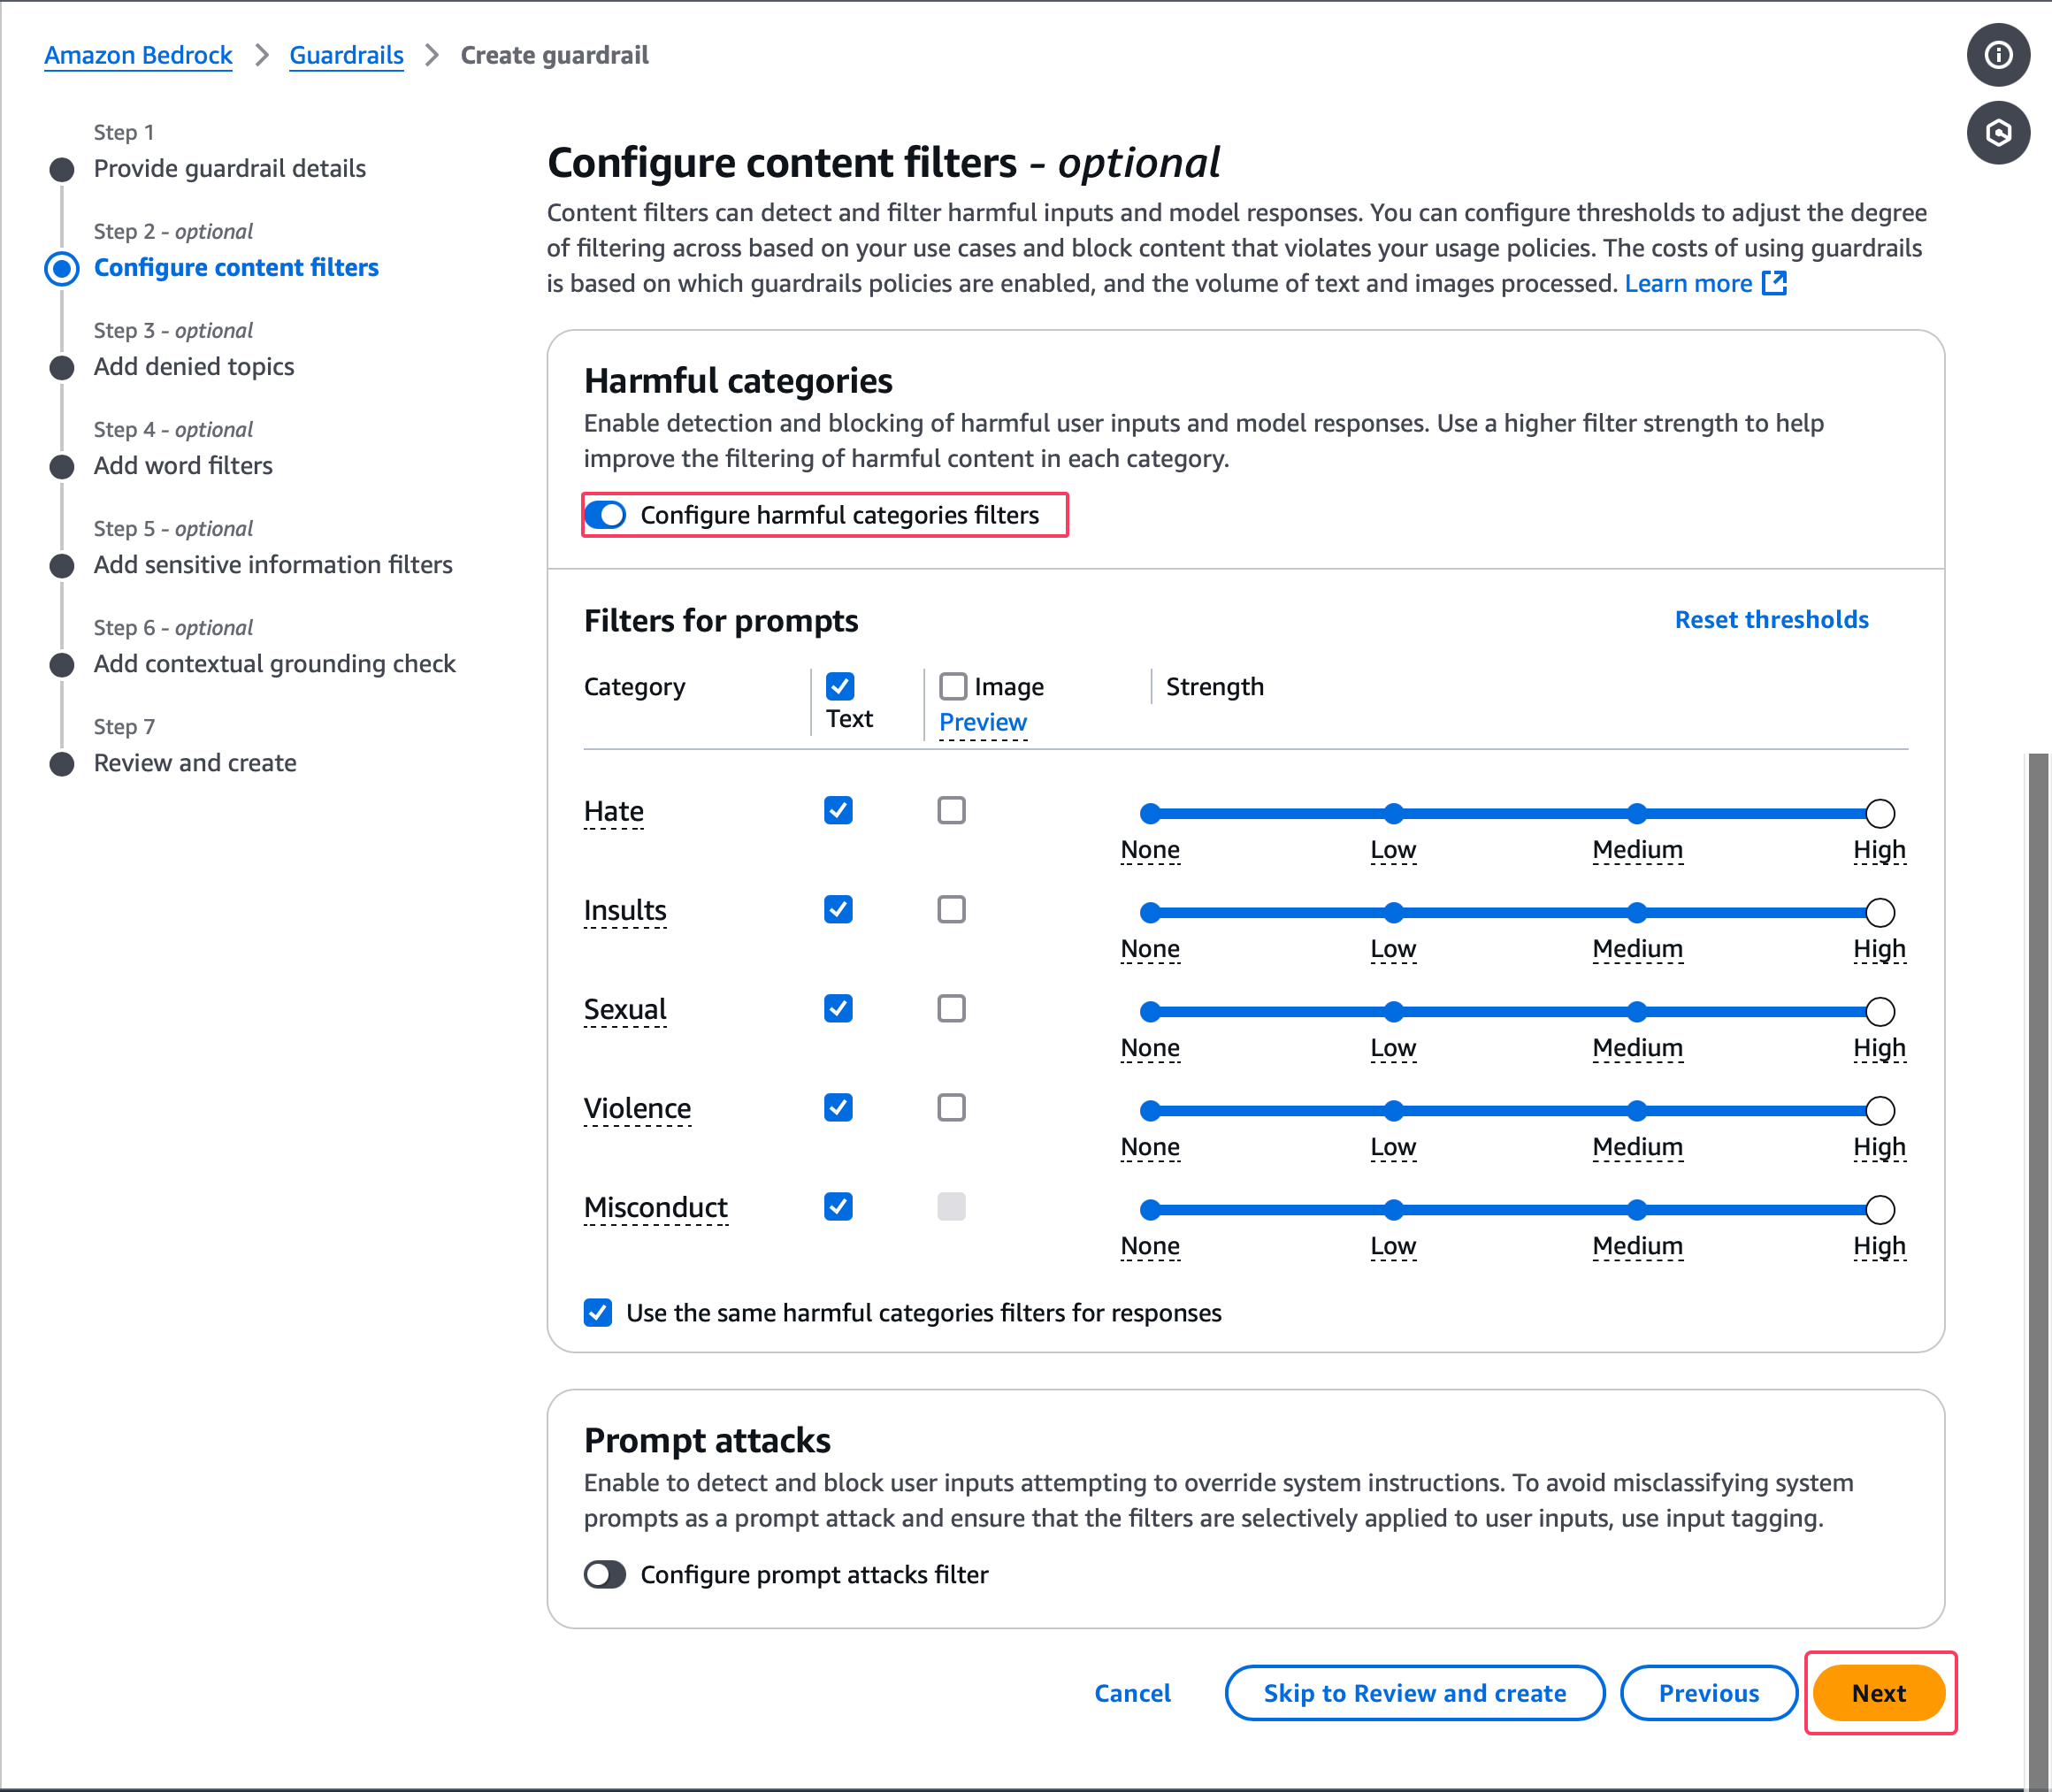 Amazon Bedrock > Guardrails > Create guardrail
Step 1
Provide guardrail details
Step 2 - optional
Configure content filters
Step 3 - optional
Add denied topics
Step 4 - optional
Add word filters
Step 5 - optional
Add sensitive information filters
Step 6 - optional
Add contextual grounding check
Step 7
Review and create
Configure content filters - optional
Content filters can detect and filter harmful inputs and model responses. You can configure thresholds to adjust the degree
of filtering across based on your use cases and block content that violates your usage policies. The costs of using guardrails
is based on which guardrails policies are enabled, and the volume of text and images processed. Learn more
Harmful categories
Enable detection and blocking of harmful user inputs and model responses. Use a higher filter strength to help
improve the filtering of harmful content in each category.
Configure harmful categories filters
Filters for prompts
Reset thresholds
Category
Text
Image
Preview
Strength
Hate
None Low Medium High
Insults
None Low Medium High
Sexual
None Low Medium High
Violence
None Low Medium High
Misconduct
None Low Medium High
Use the same harmful categories filters for responses
Prompt attacks
Enable to detect and block user inputs attempting to override system instructions. To avoid misclassifying system
prompts as a prompt attack and ensure that the filters are selectively applied to user inputs, use input tagging.
Configure prompt attacks filter
Cancel
Skip to Review and create
Previous
Next